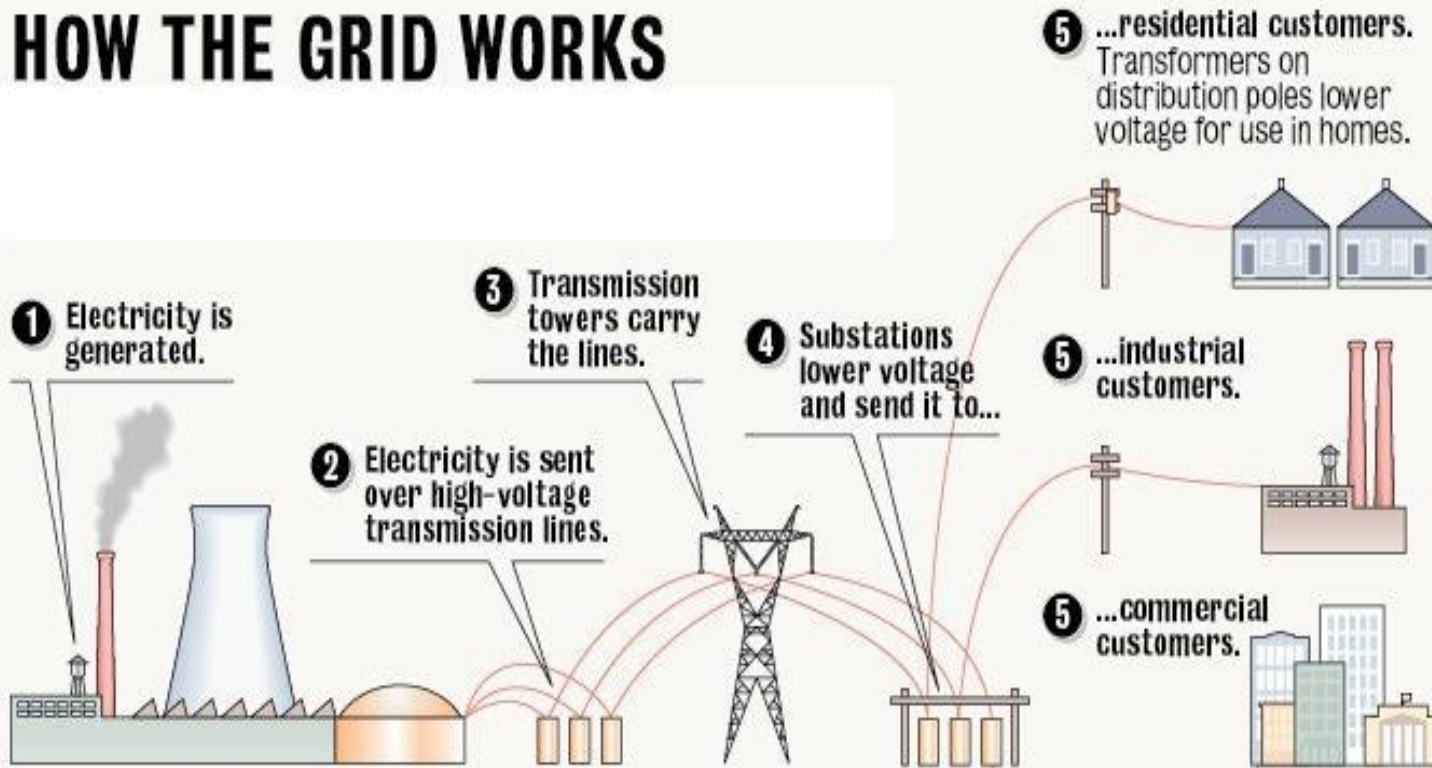 HOW THE GRID WORKS
1 Electricity is
generated.
2 Electricity is sent
over high-voltage
transmission lines.
3 Transmission
towers carry
the lines.
4 Substations
lower voltage
and send it to...
5 ...residential customers.
Transformers on
distribution poles lower
voltage for use in homes.
5 ...industrial
customers.
5 ...commercial
customers.